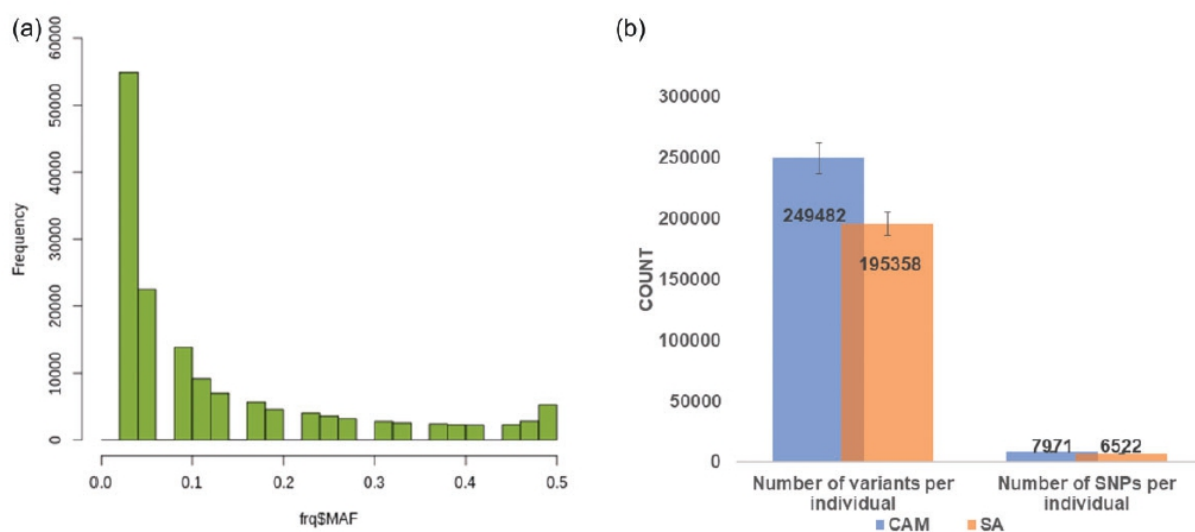 (a)
60000
50000
40000
30000
20000
10000
0
Frequency
0.0 0.1 0.2 0.3 0.4 0.5
frq$MAF
(b)
300000
250000
200000
150000
100000
50000
0
COUNT
249482
195358
7971 6522
Number of variants per
individual
Number of SNPs per
individual
CAM SA